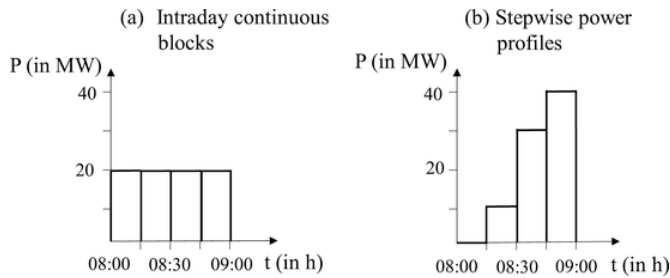 (a) Intraday continuous
blocks
P (in MW)
40
20
08:00 08:30 09:00 t (in h)
(b) Stepwise power
profiles
P (in MW)
40
20
08:00 08:30 09:00 t (in h)